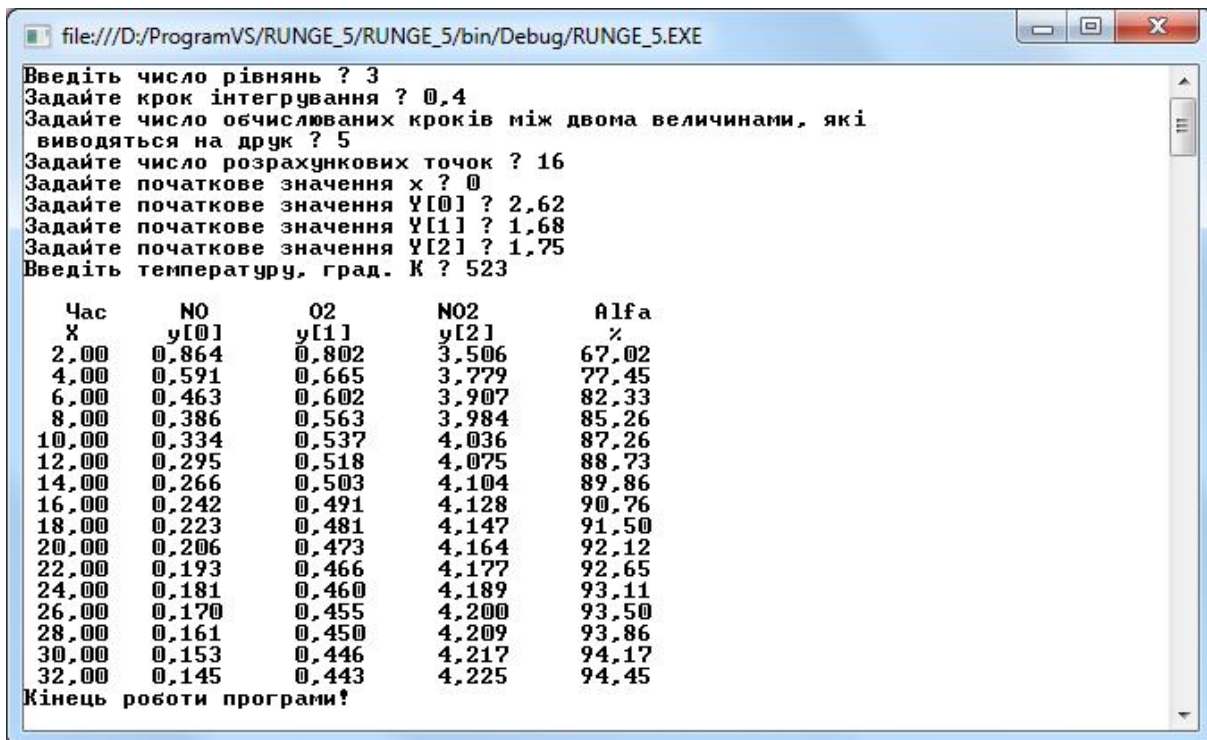 file:///D:/ProgramVS/RUNGE_5/RUNGE_5/bin/Debug/RUNGE_5.EXE
Введіть число рівнянь ? 3
Задайте крок інтегрування ? 0,4
Задайте число обчислюваних кроків між двома величинами, які
виводяться на друк ? 5
Задайте число розрахункових точок ? 16
Задайте початкове значення x ? 0
Задайте початкове значення Y[0] ? 2,62
Задайте початкове значення Y[1] ? 1,68
Задайте початкове значення Y[2] ? 1,75
Введіть температуру, град. К ? 523
Час NO O2 NO2 Alfa
X y[0] y[1] y[2] %
2,00 0,864 0,802 3,506 67,02
4,00 0,591 0,665 3,779 77,45
6,00 0,463 0,602 3,907 82,33
8,00 0,386 0,563 3,984 85,26
10,00 0,334 0,537 4,036 87,26
12,00 0,295 0,518 4,075 88,73
14,00 0,266 0,503 4,104 89,86
16,00 0,242 0,491 4,128 90,76
18,00 0,223 0,481 4,147 91,50
20,00 0,206 0,473 4,164 92,12
22,00 0,193 0,466 4,177 92,65
24,00 0,181 0,460 4,189 93,11
26,00 0,170 0,455 4,200 93,50
28,00 0,161 0,450 4,209 93,86
30,00 0,153 0,446 4,217 94,17
32,00 0,145 0,443 4,225 94,45
Кінець роботи програми!